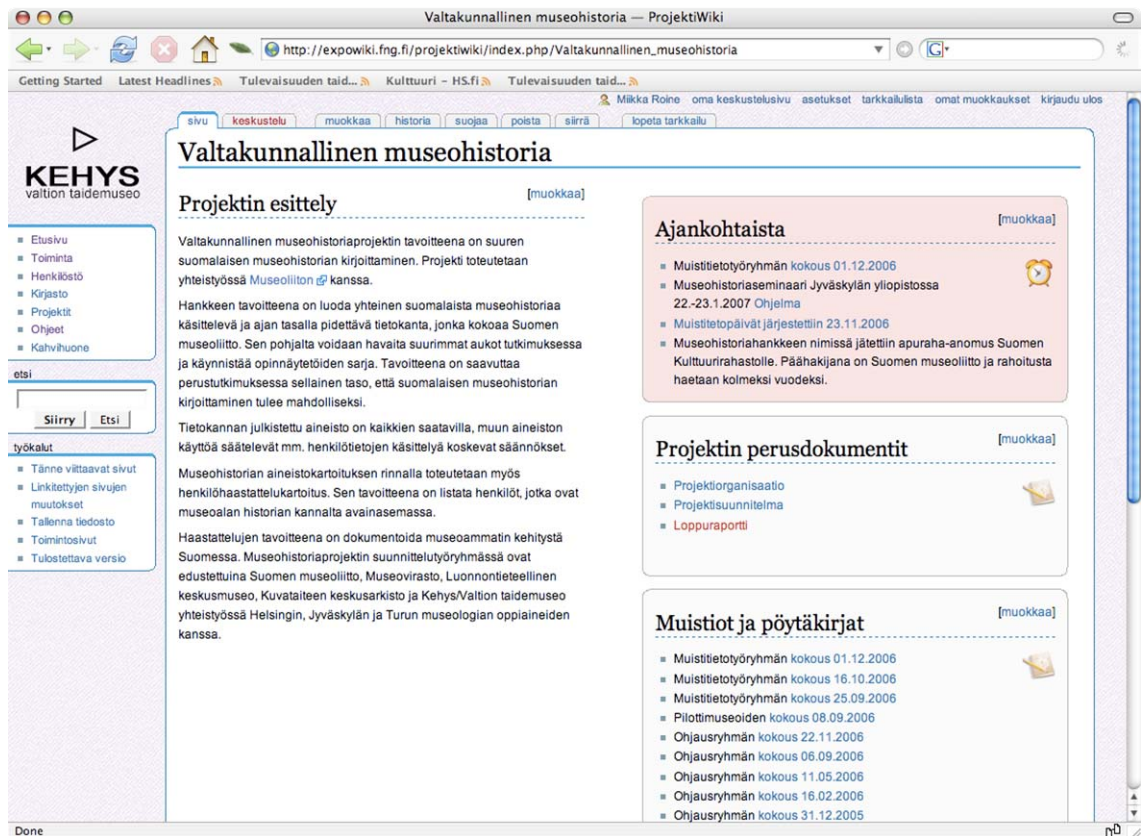 Valtakunnallinen museohistoria — ProjektiWiki
http://expowiki.fng.fi/projektiwiki/index.php/Valtakunnallinen_museohistoria
G
Getting Started Latest Headlines Tulevaisuuden taid... Kulttuuri – HS.fi Tulevaisuuden taid...
Miikka Roine oma keskustelusivu asetukset tarkkailulista omat muokkaukset kirjaudu ulos
sivu keskustelu muokkaa historia suojaa poista siirrä lopeta tarkkailu
KEHYS
valtion taidemuseo
Etusivu
Toiminta
Henkilöstö
Kirjasto
Projektit
Ohjeet
Kahvihuone
etsi
Siirry Etsi
työkalut
Tänne viittaavat sivut
Linkitettyjen sivujen
muutokset
Tallenna tiedosto
Toimintosivut
Tulostettava versio
Valtakunnallinen museohistoria
Projektin esittely [muokkaa]
Valtakunnallinen museohistoriaprojektin tavoitteena on suuren
suomalaisen museohistorian kirjoittaminen. Projekti toteutetaan
yhteistyössä Museoliiton kanssa.
Hankkeen tavoitteena on luoda yhteinen suomalaista museohistoriaa
käsittelevä ja ajan tasalla pidettävä tietokanta, jonka kokoaa Suomen
museoliitto. Sen pohjalta voidaan havaita suurimmat aukot tutkimuksessa
ja käynnistää opinnäytetöiden sarja. Tavoitteena on saavuttaa
perustutkimuksessa sellainen taso, että suomalaisen museohistorian
kirjoittaminen tulee mahdolliseksi.
Tietokannan julkistettu aineisto on kaikkien saatavilla, muun aineiston
käyttöä säätelevät mm. henkilötietojen käsittelyä koskevat säännökset.
Museohistorian aineistokartoituksen rinnalla toteutetaan myös
henkilöhaastattelukartoitus. Sen tavoitteena on listata henkilöt, jotka ovat
museoalan historian kannalta avainasemassa.
Haastattelujen tavoitteena on dokumentoida museoammatin kehitystä
Suomessa. Museohistoriaprojektin suunnittelutyöryhmässä ovat
edustettuina Suomen museoliitto, Museovirasto, Luonnontieteellinen
keskusmuseo, Kuvataiteen keskusarkisto ja Kehys/Valtion taidemuseo
yhteistyössä Helsingin, Jyväskylän ja Turun museologian oppiaineiden
kanssa.
Ajankohtaista [muokkaa]
Muistitietotyöryhmän kokous 01.12.2006
Museohistoriaseminaari Jyväskylän yliopistossa
22.-23.1.2007 Ohjelma
Muistitetopäivät järjestettiin 23.11.2006
Museohistoriahankkeen nimissä jätettiin apuraha-anomus Suomen
Kulttuurirahastolle. Päähakijana on Suomen museoliitto ja rahoitusta
haetaan kolmeksi vuodeksi.
Projektin perusdokumentit [muokkaa]
Projektiorganisaatio
Projektisuunnitelma
Loppuraportti
Muistiot ja pöytäkirjat [muokkaa]
Muistitietotyöryhmän kokous 01.12.2006
Muistitietotyöryhmän kokous 16.10.2006
Muistitietotyöryhmän kokous 25.09.2006
Pilottimuseoiden kokous 08.09.2006
Ohjausryhmän kokous 22.11.2006
Ohjausryhmän kokous 06.09.2006
Ohjausryhmän kokous 11.05.2006
Ohjausryhmän kokous 16.02.2006
Ohjausryhmän kokous 31.12.2005
Done